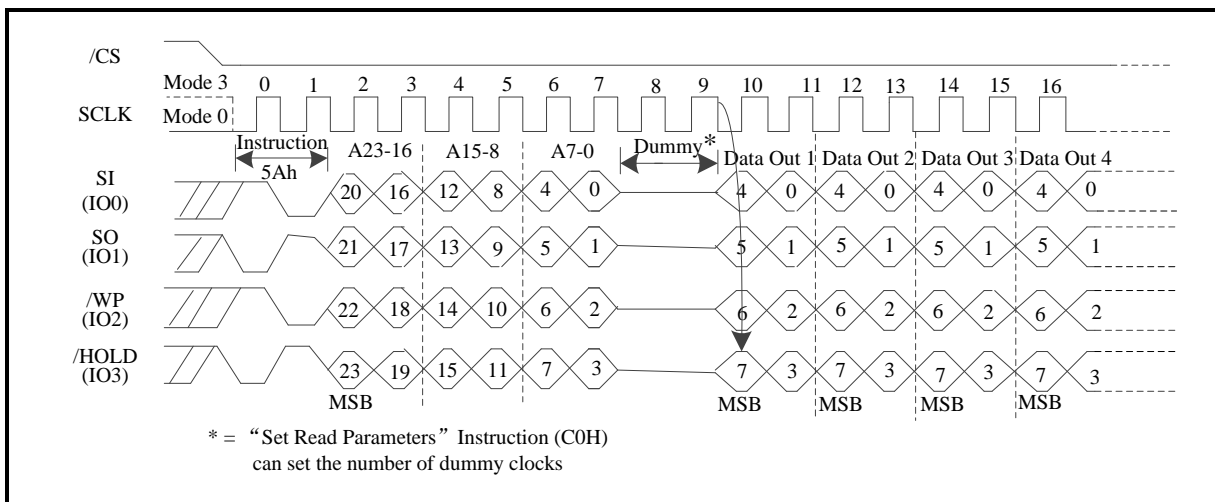 /CS
Mode 3 0 1 2 3 4 5 6 7 8 9 10 11 12 13 14 15 16
SCLK Mode 0
Instruction A23-16 A15-8 A7-0 Dummy* Data Out 1 Data Out 2 Data Out 3 Data Out 4
5Ah
SI
(IO0) 20 16 12 8 4 0 4 0 4 0 4 0 4 0
SO
(IO1) 21 17 13 9 5 1 5 1 5 1 5 1 5 1
/WP
(IO2) 22 18 14 10 6 2 6 2 6 2 6 2 6 2
/HOLD
(IO3) 23 19 15 11 7 3 7 3 7 3 7 3 7 3
MSB MSB MSB MSB MSB
* = “Set Read Parameters” Instruction (C0H)
can set the number of dummy clocks